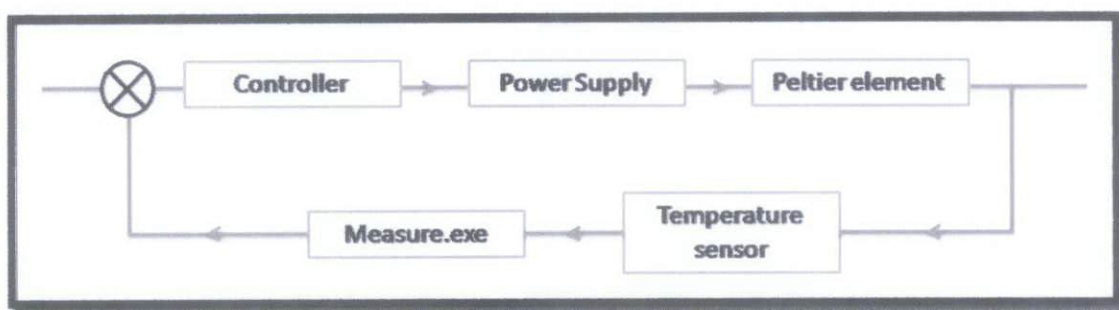 Controller
Power Supply
Peltier element
Measure.exe
Temperature
sensor